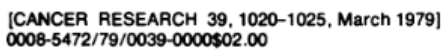 [CANCER RESEARCH 39, 1020-1025, March 1979]
0008-5472/79/0039-0000$02.00